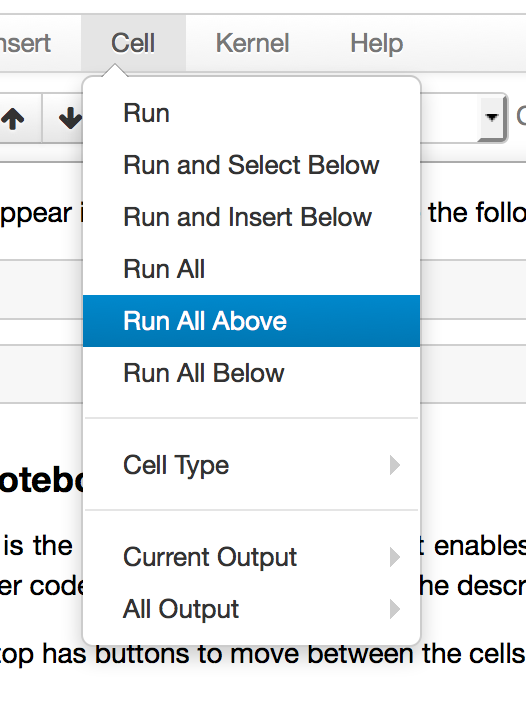 nsert Cell Kernel Help
Run
Run and Select Below
ppear i the follo
Run and Insert Below
Run All
Run All Above
Run All Below
Cell Type
otebo
is the t enables
Current Output
er code he descr
All Output
top has buttons to move between the cells